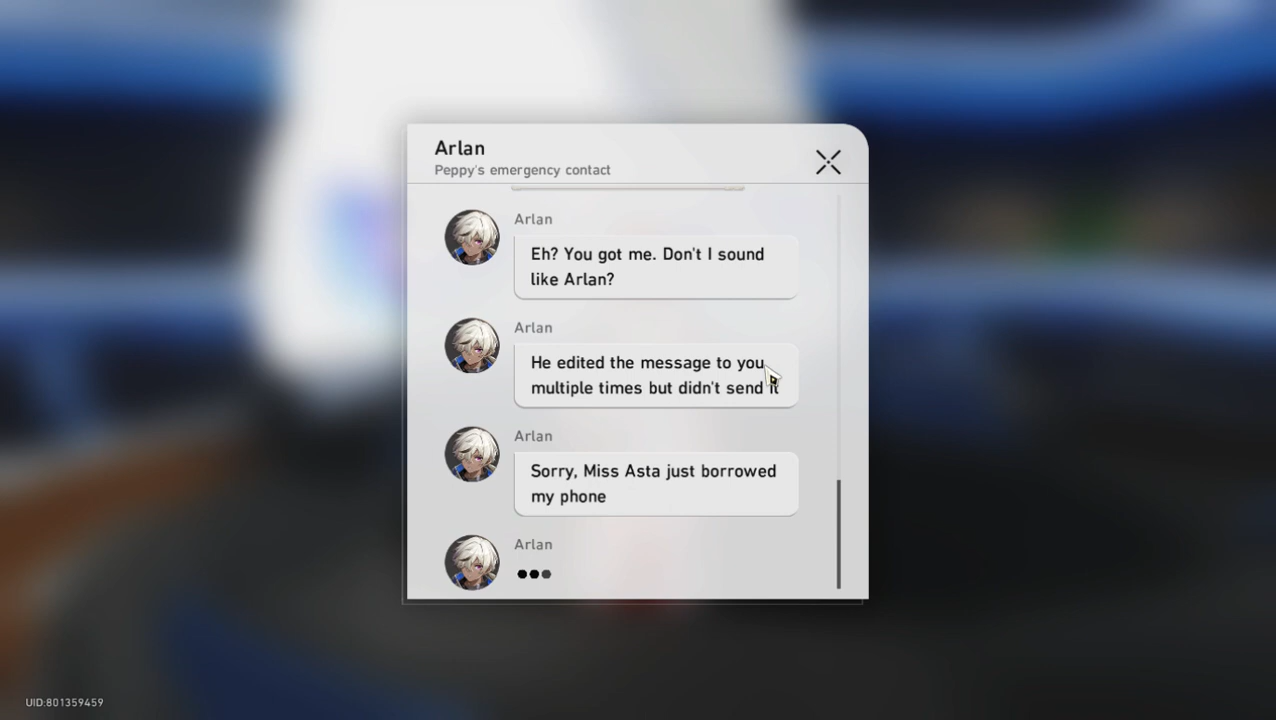 Arlan
Peppy's emergency contact
Arlan
Eh? You got me. Don't I sound
like Arlan?
Arlan
He edited the message to you
multiple times but didn't send it
Arlan
Sorry, Miss Asta just borrowed
my phone
Arlan
UID:801359459